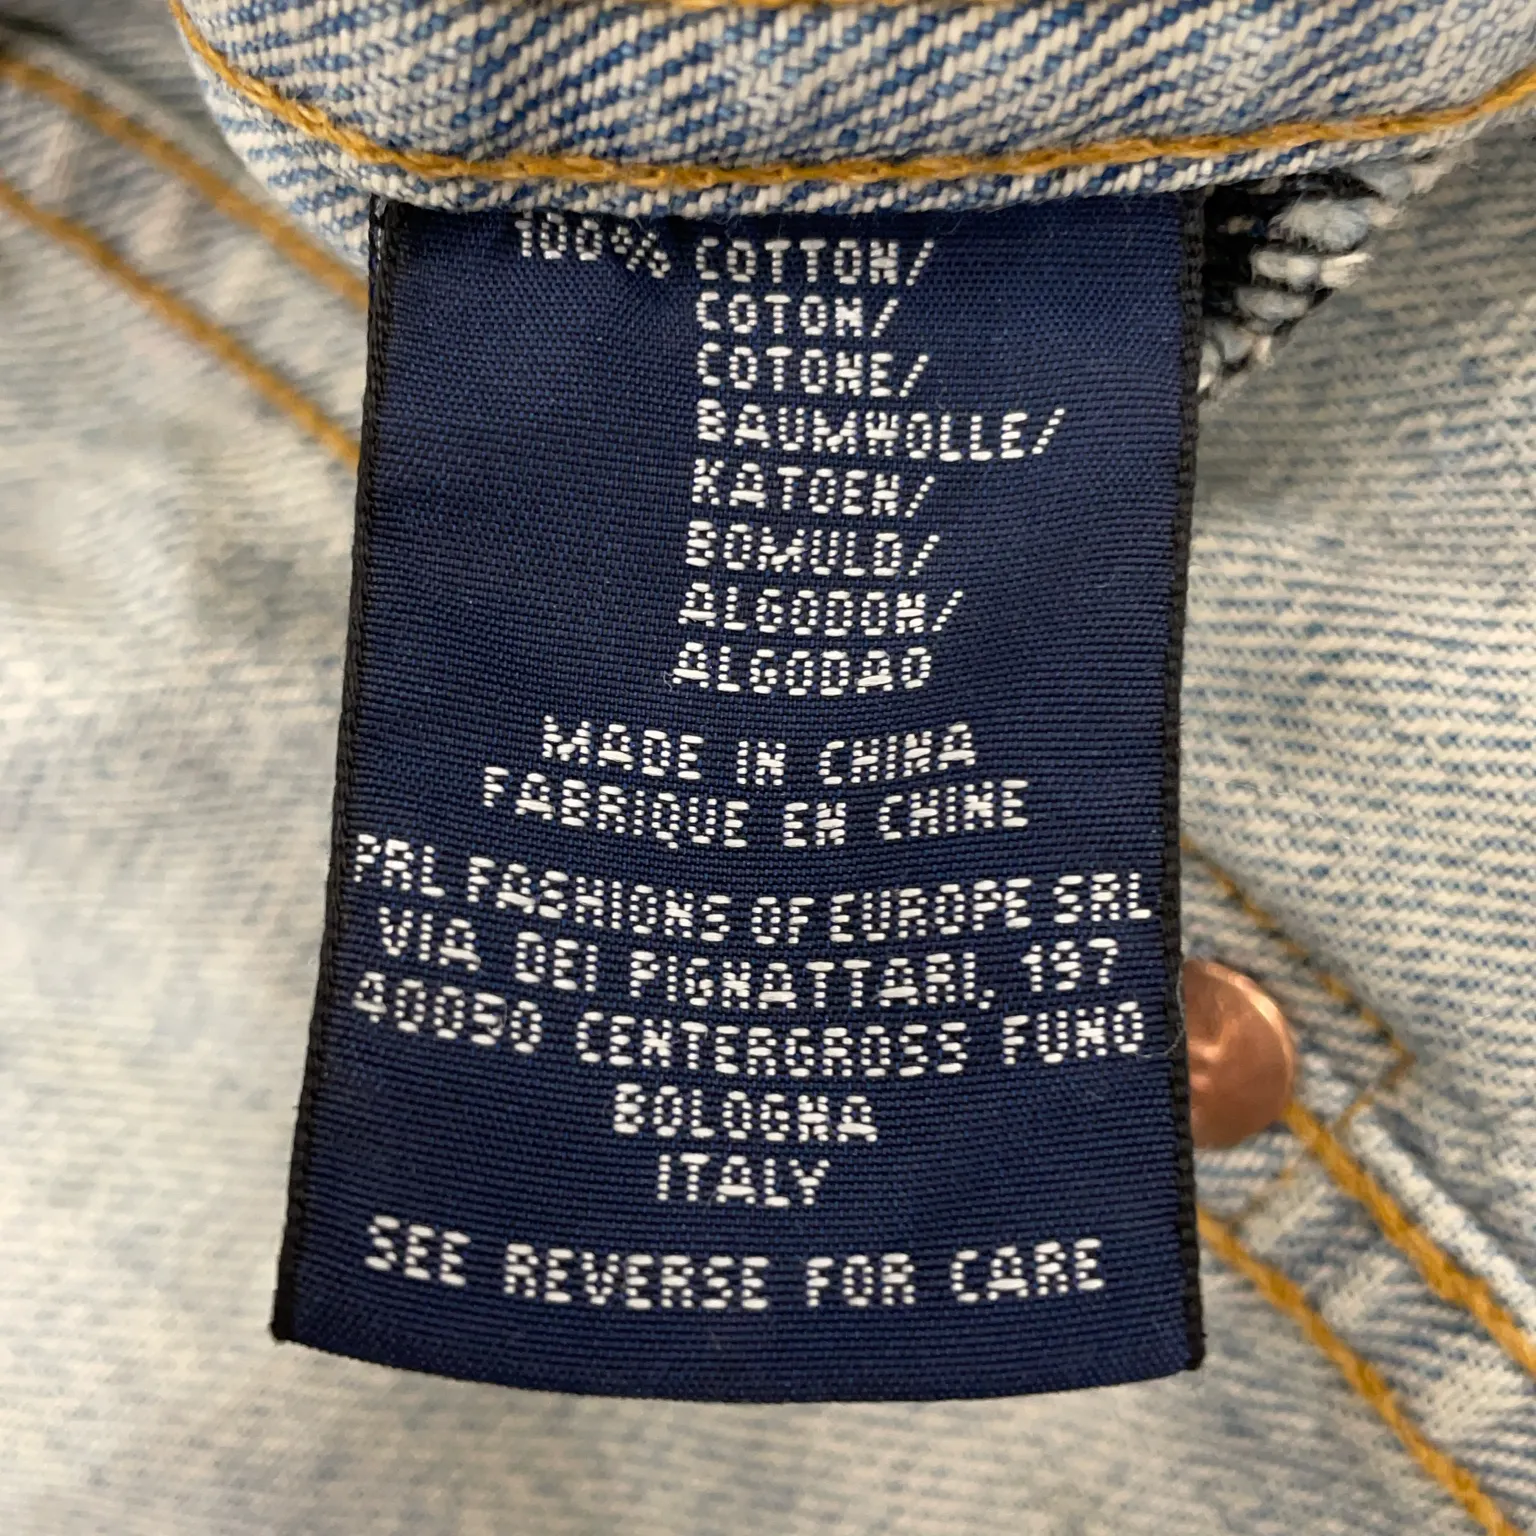 100% COTTON/
COTON/
COTONE/
BAUMWOLLE/
KATOEN/
BOMULD/
ALGODON/
ALGODAO
MADE IN CHINA
FABRIQUE EN CHINE
PRL FASHIONS OF EUROPE SRL
VIA DEI PIGNATTARI, 197
40050 CENTERGROSS FUNO
BOLOGNA
ITALY
SEE REVERSE FOR CARE